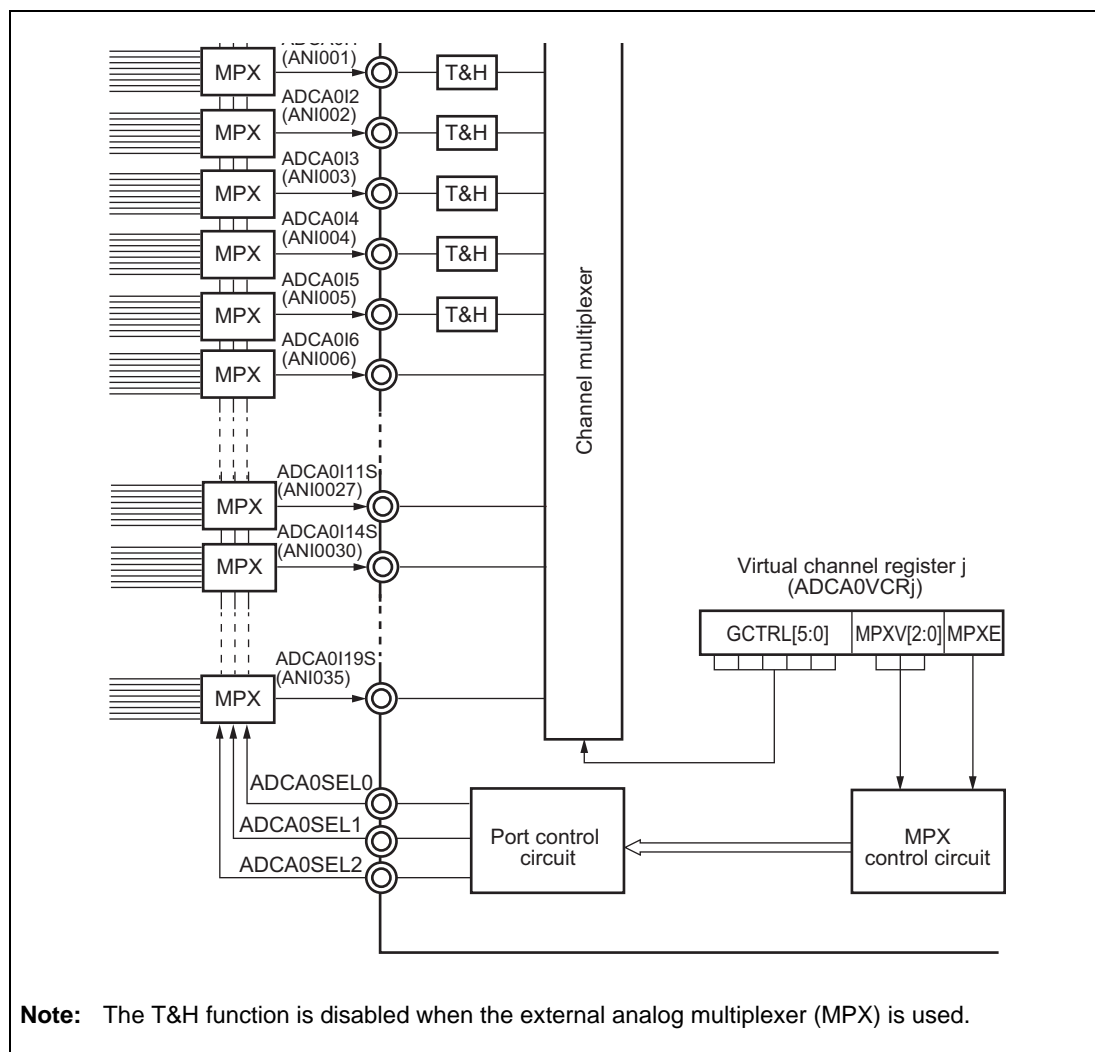 (ANI001)
MPX
T&H
ADCA0I2
(ANI002)
MPX
T&H
ADCA0I3
(ANI003)
MPX
T&H
ADCA0I4
(ANI004)
MPX
T&H
ADCA0I5
(ANI005)
MPX
T&H
ADCA0I6
(ANI006)
MPX
Channel multiplexer
ADCA0I11S
(ANI0027)
MPX
ADCA0I14S
(ANI0030)
MPX
Virtual channel register j
(ADCA0VCRj)
GCTRL[5:0]
MPXV[2:0]
MPXE
ADCA0I19S
(ANI035)
MPX
ADCA0SEL0
ADCA0SEL1
ADCA0SEL2
Port control
circuit
MPX
control circuit
Note: The T&H function is disabled when the external analog multiplexer (MPX) is used.